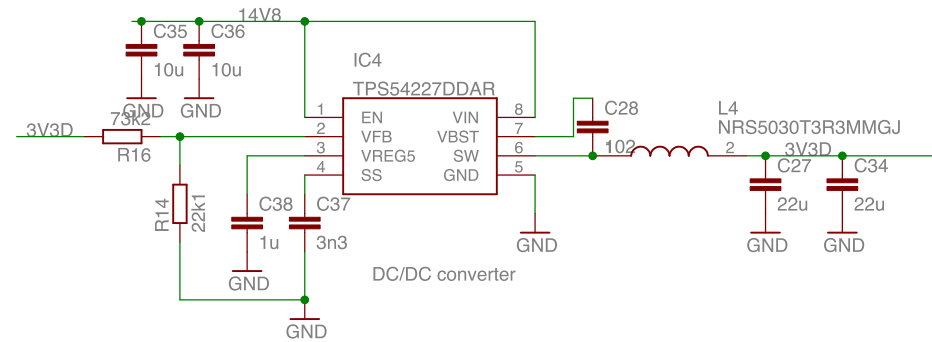 14V8
C35
C36
10u
10u
GND
GND
IC4
TPS54227DDAR
1
EN
VIN
8
2
VFB
VBST
7
3
VREG5
SW
6
4
SS
GND
5
3V3D
73k2
R16
R14
22k1
C38
1u
GND
C37
3n3
GND
GND
C28
102
L4
NRS5030T3R3MMGJ
1
2
3V3D
C27
22u
GND
C34
22u
GND
DC/DC converter